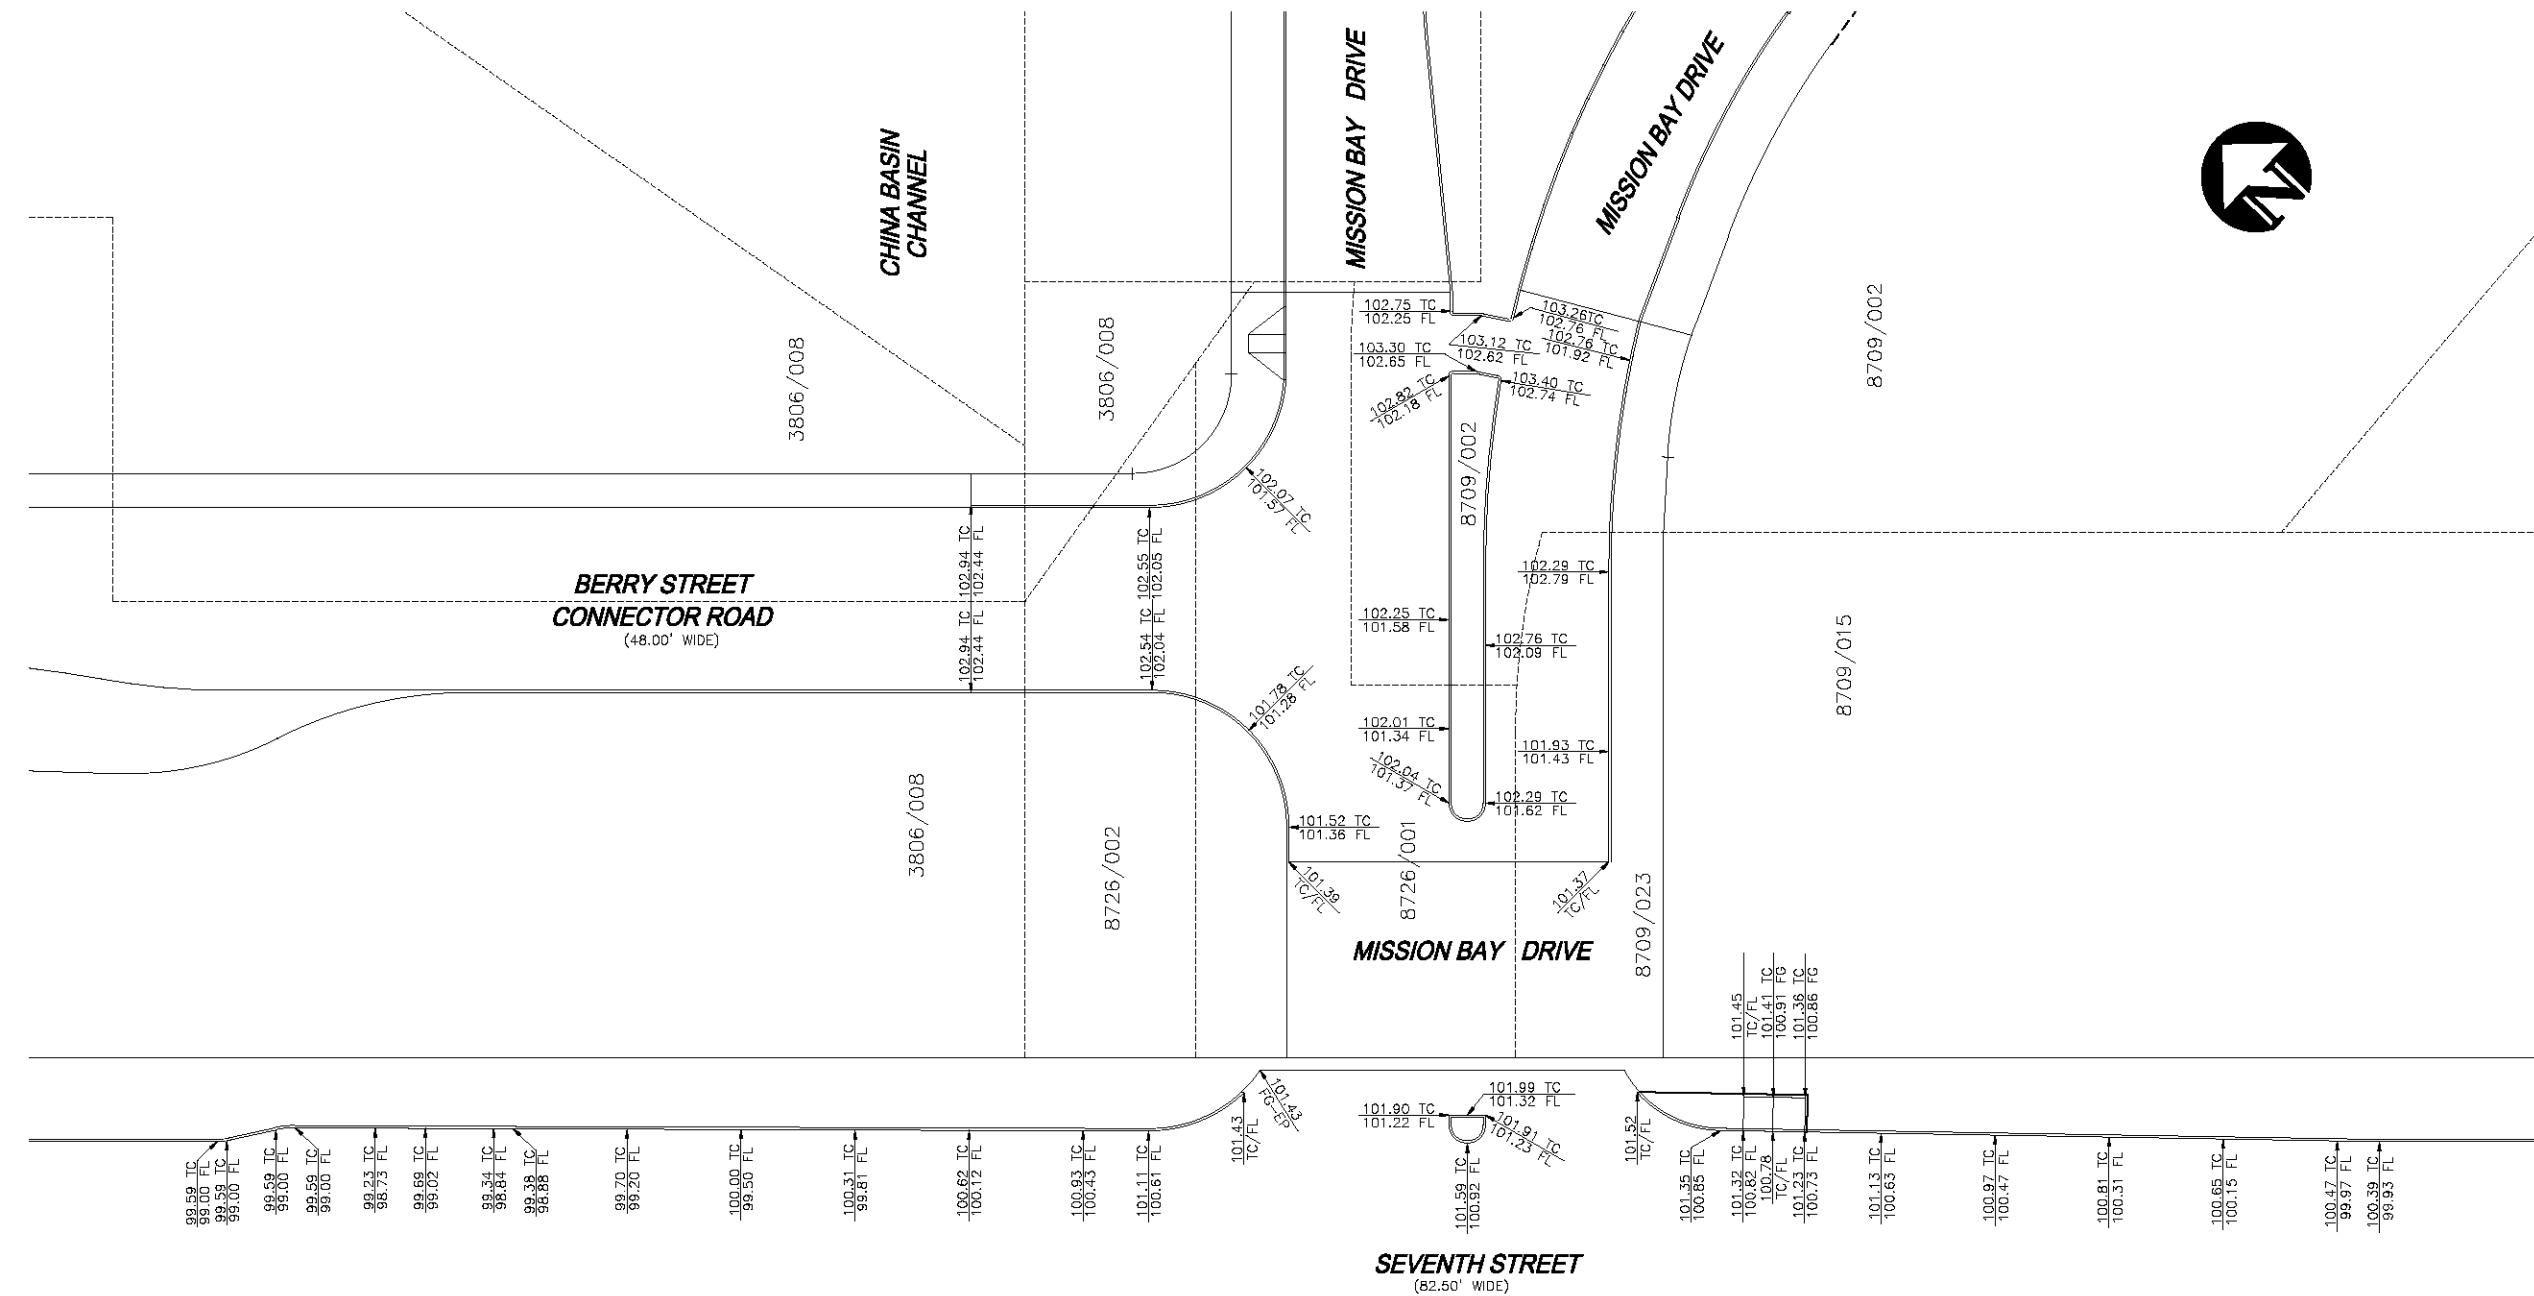 MISSION BAY DRIVE
MISSION BAY DRIVE
CHINA BASIN
CHANNEL
N
3806/008
3806/008
8709/002
102.75 TC
102.25 FL
103.26TC
102.76 FL
102.76 TC
101.92 FL
103.12 TC
102.62 FL
103.30 TC
102.65 FL
102.82 TC
102.18 FL
103.40 TC
102.74 FL
8709/002
102.07 TC
101.57 FL
102.94 TC
102.44 FL
102.55 TC
102.05 FL
102.94 TC
102.44 FL
102.54 TC
102.04 FL
BERRY STREET
CONNECTOR ROAD
(48.00' WIDE)
102.29 TC
102.79 FL
102.25 TC
101.58 FL
102.76 TC
102.09 FL
8709/015
101.78 TC
101.28 FL
102.01 TC
101.34 FL
101.93 TC
101.43 FL
102.04 TC
101.37 FL
102.29 TC
101.62 FL
101.52 TC
101.36 FL
3806/008
8726/002
8726/001
8709/023
101.39
TC/FL
101.37
TC/FL
MISSION BAY DRIVE
101.45
TC/FL
101.41 TC
100.91 FG
101.36 TC
100.86 FG
101.43
FG-EP
101.43
TC/FL
101.99 TC
101.32 FL
101.90 TC
101.22 FL
101.91 TC
101.23 FL
101.52
TC/FL
99.59 TC
99.00 FL
99.59 TC
99.00 FL
99.59 TC
99.00 FL
99.59 TC
99.00 FL
99.23 TC
98.73 FL
99.69 TC
99.02 FL
99.34 TC
98.84 FL
99.38 TC
98.88 FL
99.70 TC
99.20 FL
100.00 TC
99.50 FL
100.31 TC
99.81 FL
100.62 TC
100.12 FL
100.93 TC
100.43 FL
101.11 TC
100.61 FL
101.59 TC
100.92 FL
101.35 TC
100.85 FL
101.32 TC
100.82 FL
100.78
TC/FL
101.23 TC
100.73 FL
101.13 TC
100.63 FL
100.97 TC
100.47 FL
100.81 TC
100.31 FL
100.65 TC
100.15 FL
100.47 TC
99.97 FL
100.39 TC
99.93 FL
SEVENTH STREET
(82.50' WIDE)